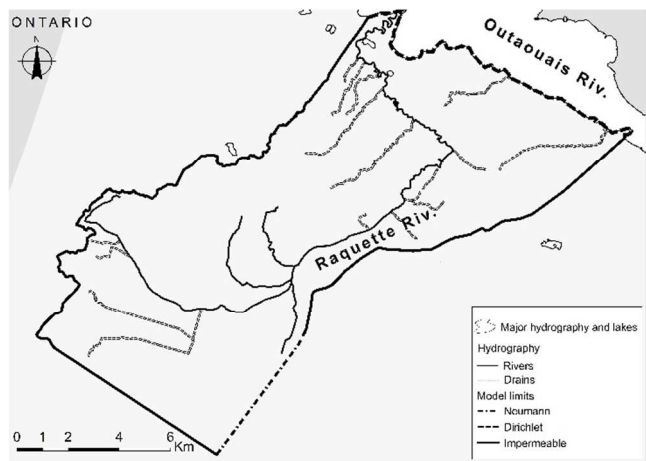 ONTARIO
N
Outaouais Riv.
Raquette Riv.
Major hydrography and lakes
Hydrography
Rivers
Drains
Model limits
Noumann
Dirichlet
Impermeable
0 1 2 4 6
Km